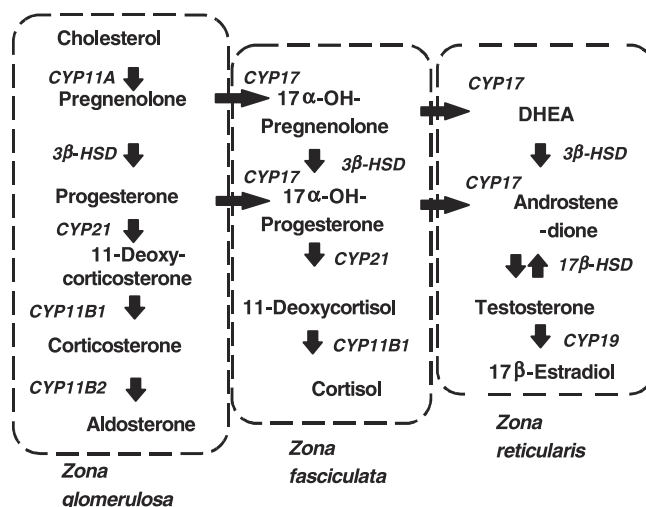 Cholesterol
CYP11A
Pregnenolone
3β-HSD
Progesterone
CYP21
11-Deoxy-
corticosterone
CYP11B1
Corticosterone
CYP11B2
Aldosterone
Zona
glomerulosa
CYP17
17α-OH-
Pregnenolone
3β-HSD
CYP17
17α-OH-
Progesterone
CYP21
11-Deoxycortisol
CYP11B1
Cortisol
Zona
fasciculata
CYP17
DHEA
3β-HSD
CYP17
Androstene
-dione
17β-HSD
Testosterone
CYP19
17β-Estradiol
Zona
reticularis